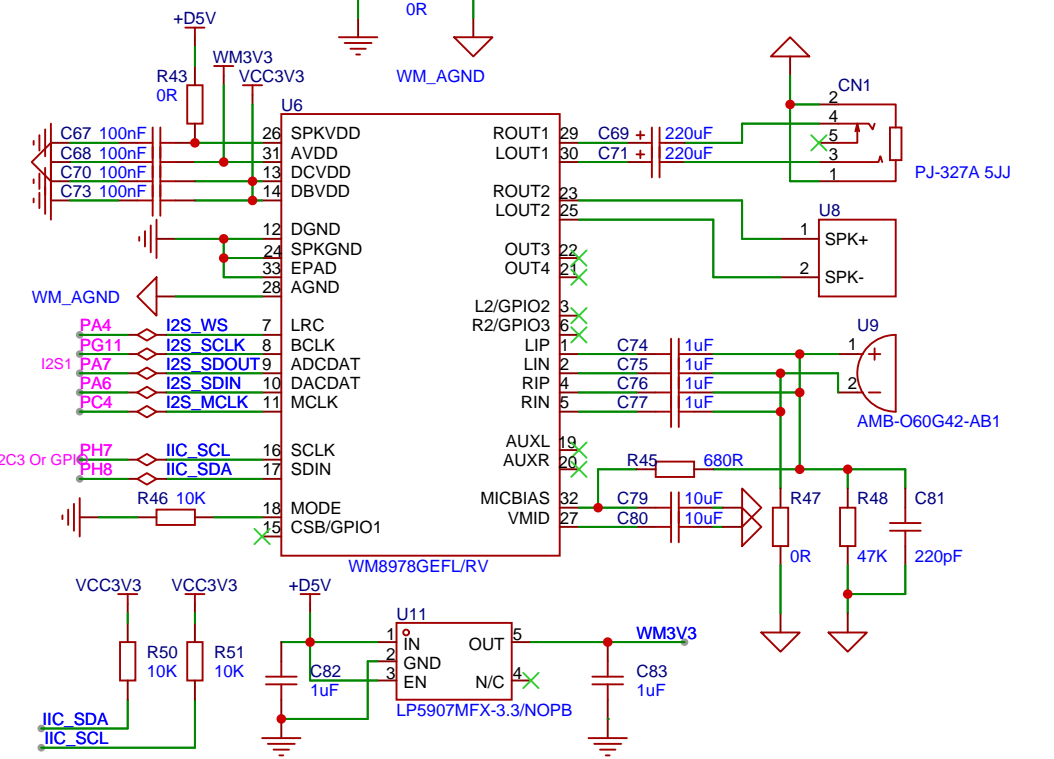 0R
WM_AGND
+D5V
WM3V3
VCC3V3
R43
0R
U6
C67 100nF
C68 100nF
C70 100nF
C73 100nF
26 SPKVDD
31 AVDD
13 DCVDD
14 DBVDD
12 DGND
24 SPKGND
33 EPAD
28 AGND
WM_AGND
PA4 I2S_WS 7 LRC
PG11 I2S_SCLK 8 BCLK
I2S1 PA7 I2S_SDOUT 9 ADCDAT
PA6 I2S_SDIN 10 DACDAT
PC4 I2S_MCLK 11 MCLK
PH7 IIC_SCL 16 SCLK
2C3 Or GPIO
PH8 IIC_SDA 17 SDIN
R46 10K 18 MODE
15 CSB/GPIO1
ROUT1 29 C69 + 220uF
LOUT1 30 C71 + 220uF
ROUT2 23
LOUT2 25
OUT3 22
OUT4 21
L2/GPIO2 3
R2/GPIO3 6
LIP 1 C74 1uF
LIN 2 C75 1uF
RIP 4 C76 1uF
RIN 5 C77 1uF
AUXL 19
AUXR 20
R45 680R
MICBIAS 32 C79 10uF
VMID 27 C80 10uF
WM8978GEFL/RV
CN1
2
4
5
3
1
PJ-327A 5JJ
U8
1 SPK+
2 SPK-
U9
1 +
2 −
AMB-O60G42-AB1
R47
0R
R48
47K
C81
220pF
VCC3V3
VCC3V3
R50
10K
R51
10K
IIC_SDA
IIC_SCL
+D5V
U11
1 IN
2 GND
3 EN
OUT 5
N/C 4
C82
1uF
LP5907MFX-3.3/NOPB
WM3V3
C83
1uF